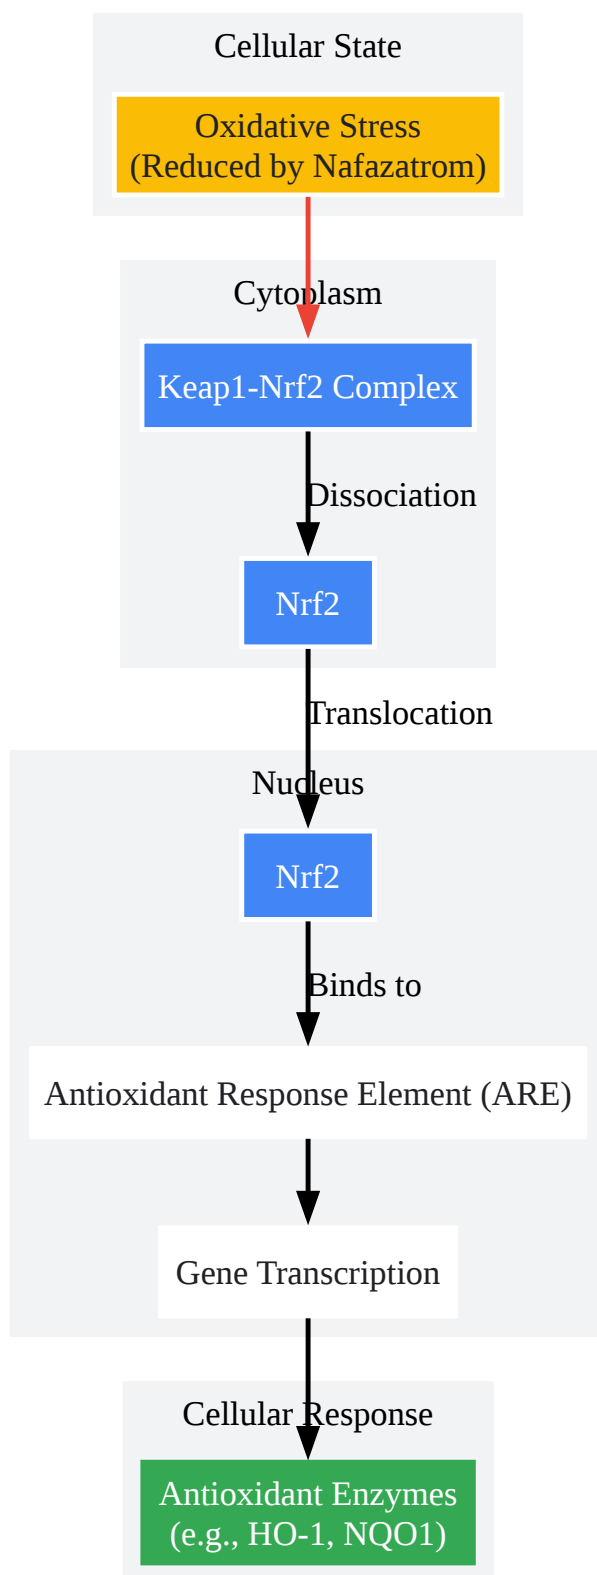 Cellular State
Oxidative Stress
(Reduced by Nafazatrom)
Cytoplasm
Keap1-Nrf2 Complex
Dissociation
Nrf2
Translocation
Nucleus
Nrf2
Binds to
Antioxidant Response Element (ARE)
Gene Transcription
Cellular Response
Antioxidant Enzymes
(e.g., HO-1, NQO1)